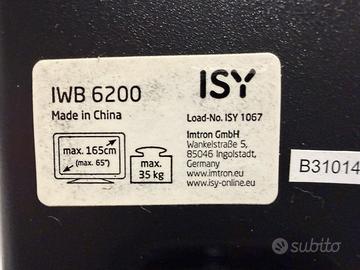 IWB 6200
Made in China
ISY
Load-No. ISY 1067
Imtron GmbH
Wankelstraße 5,
85046 Ingolstadt,
Germany
www.imtron.eu
www.isy-online.eu
max. 165cm
(max. 65")
max.
35 kg
B31014
subito